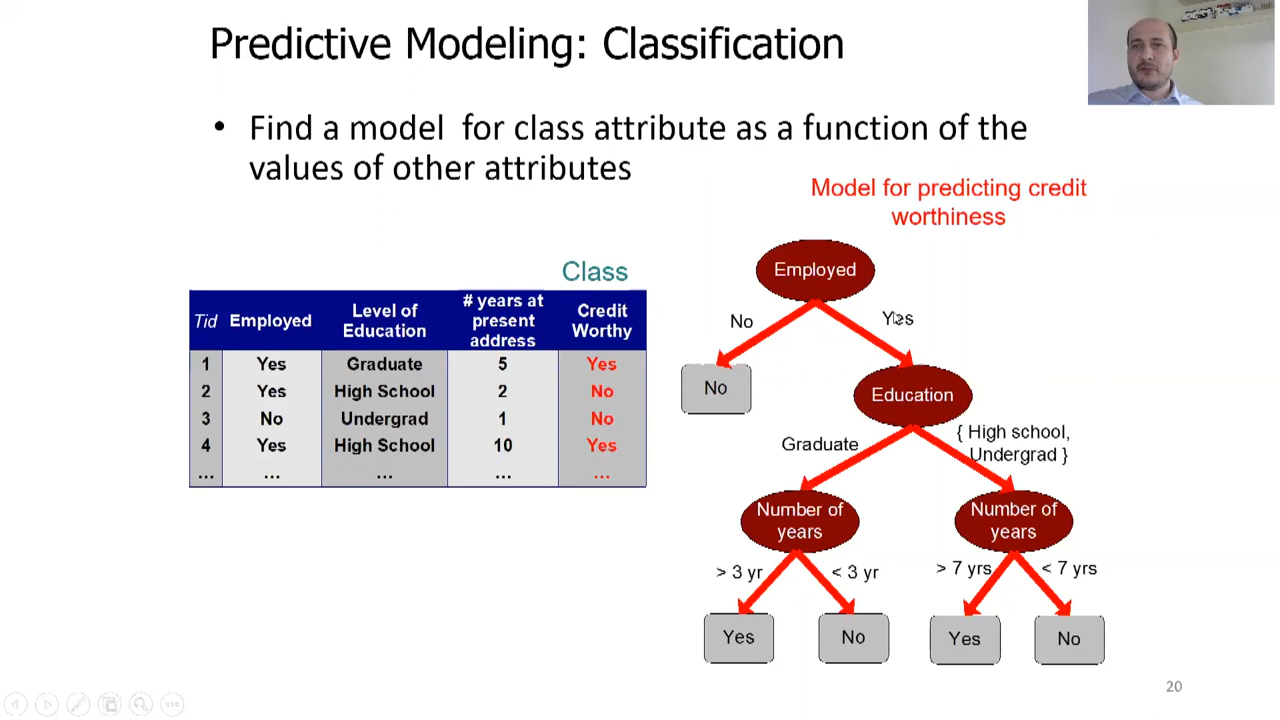 Predictive Modeling: Classification
• Find a model for class attribute as a function of the
values of other attributes
Model for predicting credit
worthiness
Class
Tid Employed Level of Education # years at present address Credit Worthy
1 Yes Graduate 5 Yes
2 Yes High School 2 No
3 No Undergrad 1 No
4 Yes High School 10 Yes
... ... ... ... ...
Employed
No Yes
No
Education
Graduate
{ High school,
Undergrad }
Number of
years
Number of
years
> 3 yr < 3 yr > 7 yrs < 7 yrs
Yes No Yes No
20